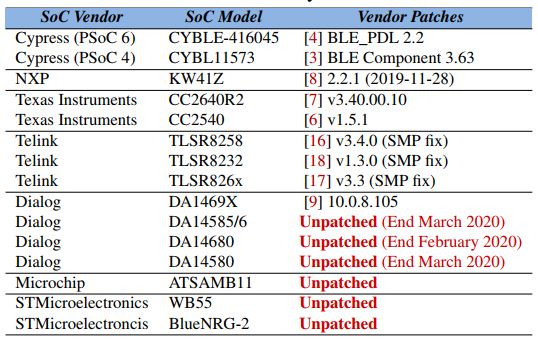 SoC Vendor SoC Model Vendor Patches
Cypress (PSoC 6) CYBLE-416045 [4] BLE_PDL 2.2
Cypress (PSoC 4) CYBL11573 [3] BLE Component 3.63
NXP KW41Z [8] 2.2.1 (2019-11-28)
Texas Instruments CC2640R2 [7] v3.40.00.10
Texas Instruments CC2540 [6] v1.5.1
Telink TLSR8258 [16] v3.4.0 (SMP fix)
Telink TLSR8232 [18] v1.3.0 (SMP fix)
Telink TLSR826x [17] v3.3 (SMP fix)
Dialog DA1469X [9] 10.0.8.105
Dialog DA14585/6 Unpatched (End March 2020)
Dialog DA14680 Unpatched (End February 2020)
Dialog DA14580 Unpatched (End March 2020)
Microchip ATSAMB11 Unpatched
STMicroelectronics WB55 Unpatched
STMicroelectroncis BlueNRG-2 Unpatched